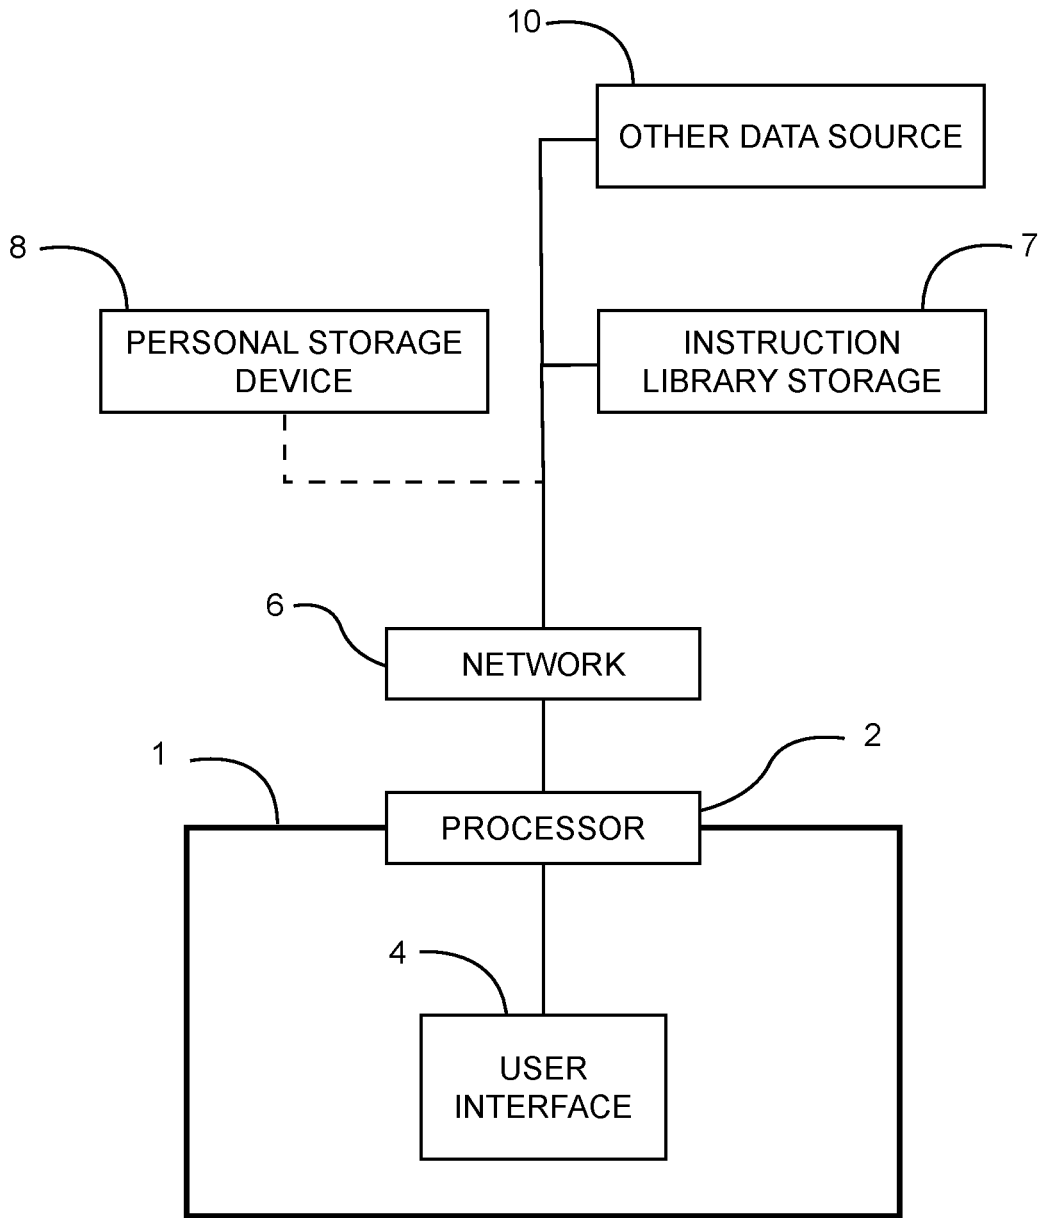 10
OTHER DATA SOURCE
8
7
PERSONAL STORAGE
DEVICE
INSTRUCTION
LIBRARY STORAGE
6
NETWORK
1
2
PROCESSOR
4
USER
INTERFACE